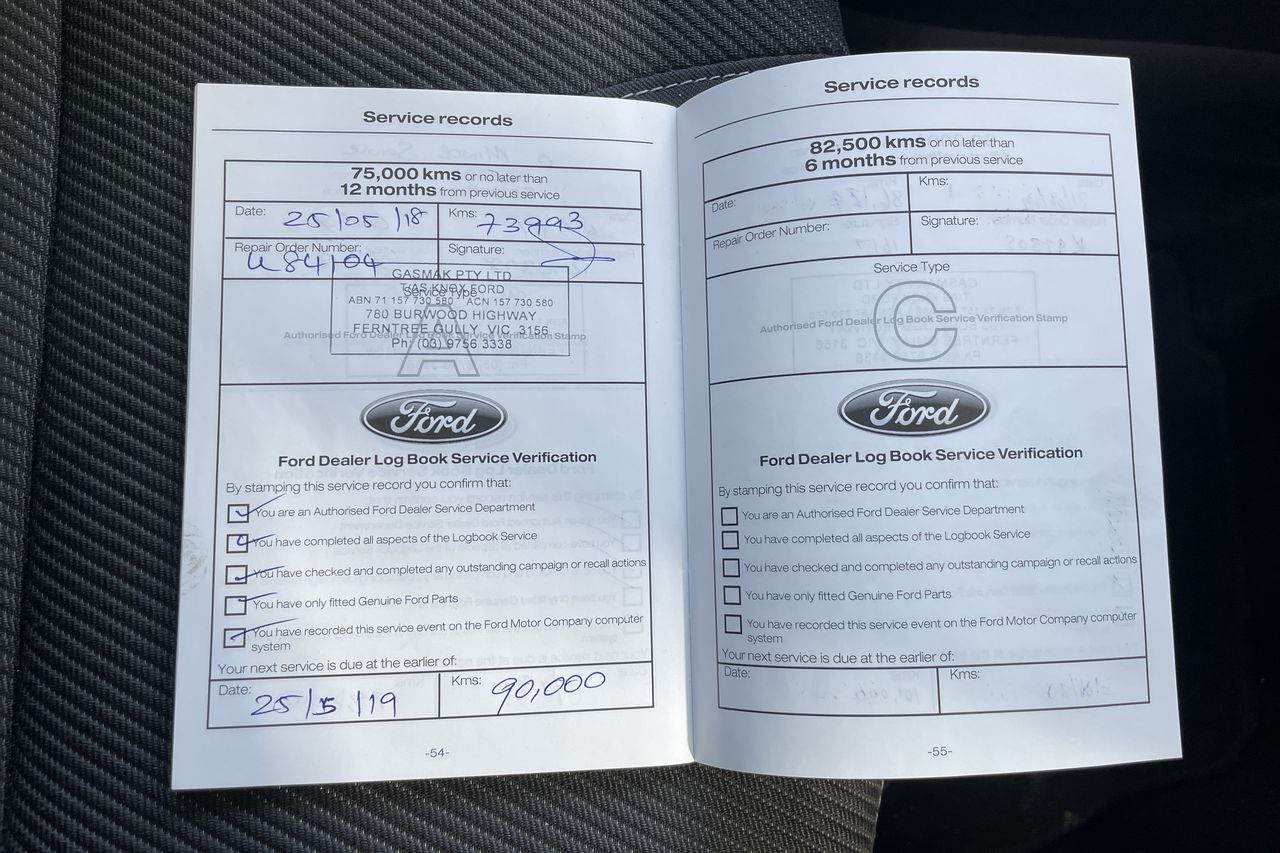 Service records
75,000 kms or no later than
12 months from previous service
Date: 25/05/18 Kms: 73993
Repair Order Number: Signature:
U84104
GASMAK PTY LTD
T/AS KNOX FORD
Service Type
ABN 71 157 730 580 ACN 157 730 580
780 BURWOOD HIGHWAY
FERNTREE GULLY, VIC, 3156
Authorised Ford Dealer Log Book Service Verification Stamp
Ph: (03) 9756 3338
A
Ford
Ford Dealer Log Book Service Verification
By stamping this service record you confirm that:
You are an Authorised Ford Dealer Service Department
You have completed all aspects of the Logbook Service
You have checked and completed any outstanding campaign or recall actions
You have only fitted Genuine Ford Parts
You have recorded this service event on the Ford Motor Company computer
system
Your next service is due at the earlier of:
Date: 25/5/19 Kms: 90,000
-54-
Service records
82,500 kms or no later than
6 months from previous service
Date: Kms:
Repair Order Number: Signature:
Service Type
C
Authorised Ford Dealer Log Book Service Verification Stamp
Ford
Ford Dealer Log Book Service Verification
By stamping this service record you confirm that:
You are an Authorised Ford Dealer Service Department
You have completed all aspects of the Logbook Service
You have checked and completed any outstanding campaign or recall actions
You have only fitted Genuine Ford Parts
You have recorded this service event on the Ford Motor Company computer
system
Your next service is due at the earlier of:
Date: Kms:
-55-